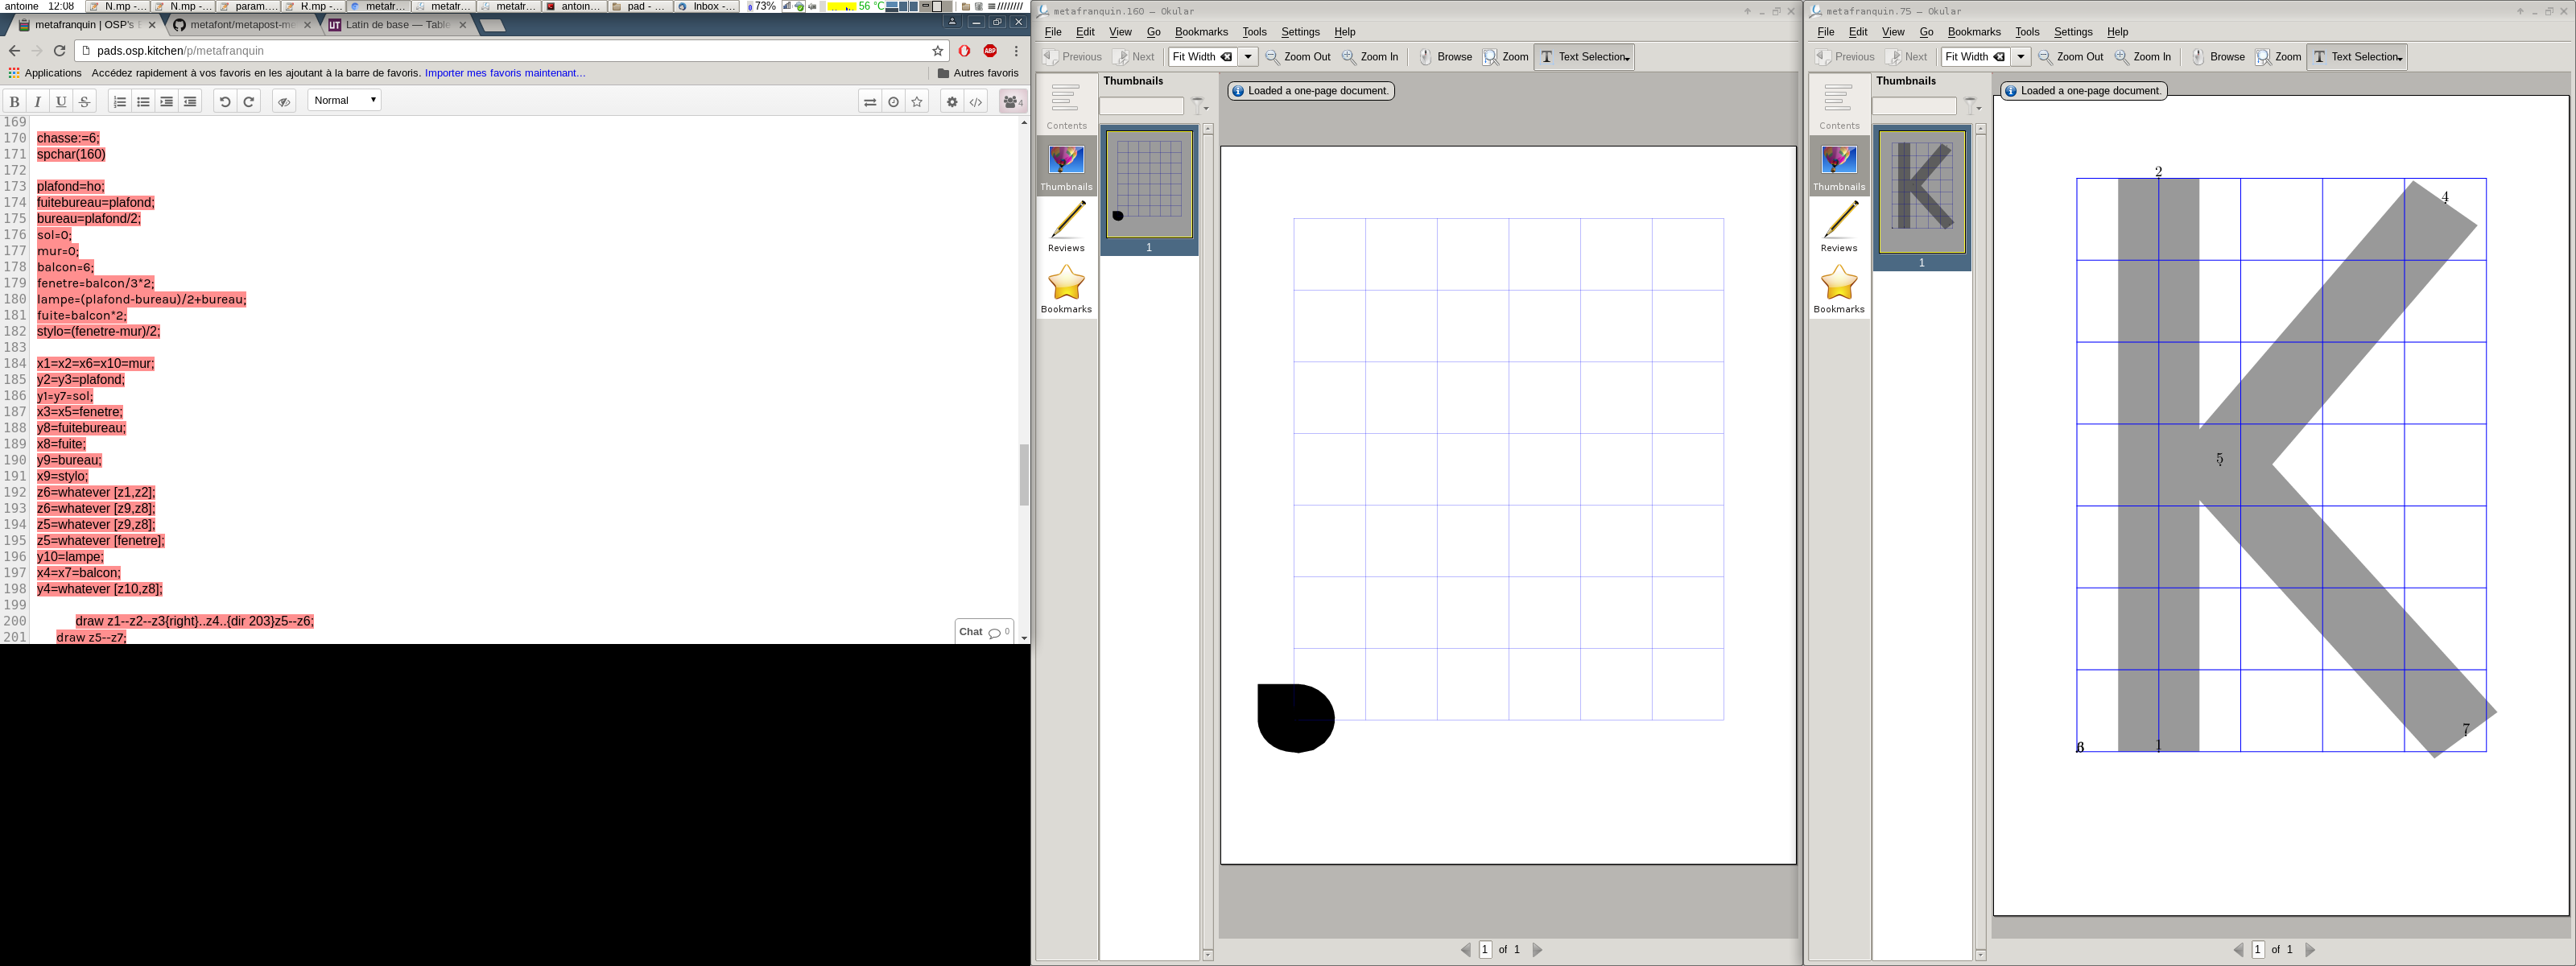 antoine 12:08 N.mp -... N.mp -... param.... R.mp -... metafr... metafr... metafr... antoin... pad - ... Inbox -... 73% 56 °C
metafranquin | OSP's metafont/metapost-me Latin de base — Table
pads.osp.kitchen/p/metafranquin
Applications Accédez rapidement à vos favoris en les ajoutant à la barre de favoris. Importer mes favoris maintenant... Autres favoris
B I U S Normal 4
169
170 chasse:=6;
171 spchar(160)
172
173 plafond=ho;
174 fuitebureau=plafond;
175 bureau=plafond/2;
176 sol=0;
177 mur=0;
178 balcon=6;
179 fenetre=balcon/3*2;
180 lampe=(plafond-bureau)/2+bureau;
181 fuite=balcon*2;
182 stylo=(fenetre-mur)/2;
183
184 x1=x2=x6=x10=mur;
185 y2=y3=plafond;
186 y1=y7=sol;
187 x3=x5=fenetre;
188 y8=fuitebureau;
189 x8=fuite;
190 y9=bureau;
191 x9=stylo;
192 z6=whatever [z1,z2];
193 z6=whatever [z9,z8];
194 z5=whatever [z9,z8];
195 z5=whatever [fenetre];
196 y10=lampe;
197 x4=x7=balcon;
198 y4=whatever [z10,z8];
199
200 draw z1--z2--z3{right}..z4..{dir 203}z5--z6;
201 draw z5--z7;
Chat 0
metafranquin.160 — Okular
File Edit View Go Bookmarks Tools Settings Help
Previous Next Fit Width Zoom Out Zoom In Browse Zoom Text Selection
Thumbnails
Loaded a one-page document.
Contents
Thumbnails
Reviews
Bookmarks
1
1 of 1
metafranquin.75 — Okular
File Edit View Go Bookmarks Tools Settings Help
Previous Next Fit Width Zoom Out Zoom In Browse Zoom Text Selection
Thumbnails
Loaded a one-page document.
Contents
Thumbnails
Reviews
Bookmarks
1
2
4
5
7
1
1 of 1